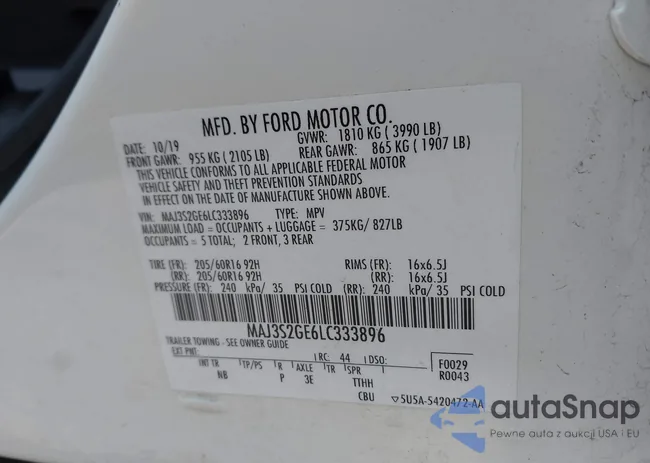 MFD. BY FORD MOTOR CO.
DATE: 10/19 GVWR: 1810 KG ( 3990 LB)
FRONT GAWR: 955 KG ( 2105 LB) REAR GAWR: 865 KG ( 1907 LB)
THIS VEHICLE CONFORMS TO ALL APPLICABLE FEDERAL MOTOR
VEHICLE SAFETY AND THEFT PREVENTION STANDARDS
IN EFFECT ON THE DATE OF MANUFACTURE SHOWN ABOVE.
VIN: MAJ3S2GE6LC333896 TYPE: MPV
MAXIMUM LOAD = OCCUPANTS + LUGGAGE = 375KG/ 827LB
OCCUPANTS = 5 TOTAL; 2 FRONT, 3 REAR
TIRE (FR): 205/60R16 92H RIMS (FR): 16x6.5J
(RR): 205/60R16 92H (RR): 16x6.5J
PRESSURE (FR): 240 kPa/ 35 PSI COLD (RR): 240 kPa/ 35 PSI COLD
MAJ3S2GE6LC333896
TRAILER TOWING - SEE OWNER GUIDE
EXT PNT: RC: 44 DSO: F0029
INT TR TP/PS R AXLE TR SPR R0043
NB P 3E TTHH
CBU 5U5A-5420472-AA
autaSnap
Pewne auta z aukcji USA i EU